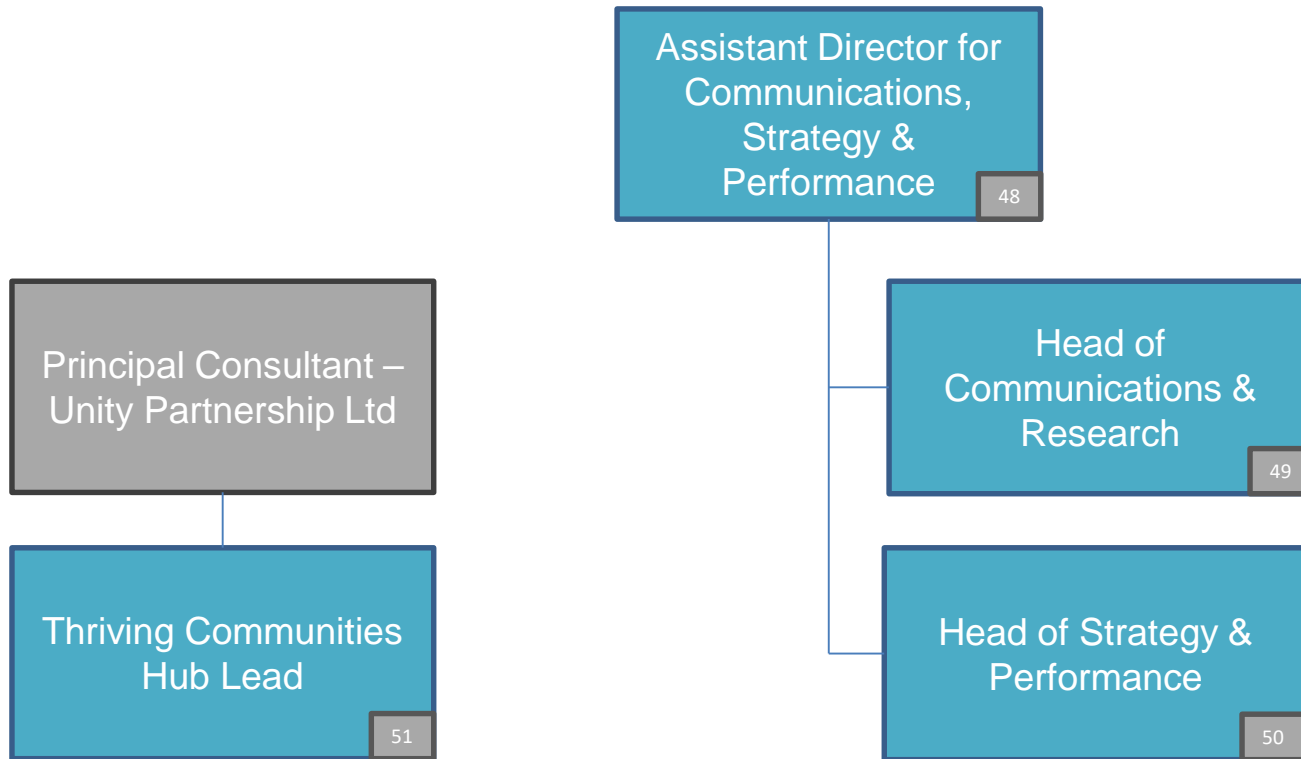 Assistant Director for
Communications,
Strategy &
Performance
48
Principal Consultant –
Unity Partnership Ltd
Head of
Communications &
Research
49
Thriving Communities
Hub Lead
51
Head of Strategy &
Performance
50